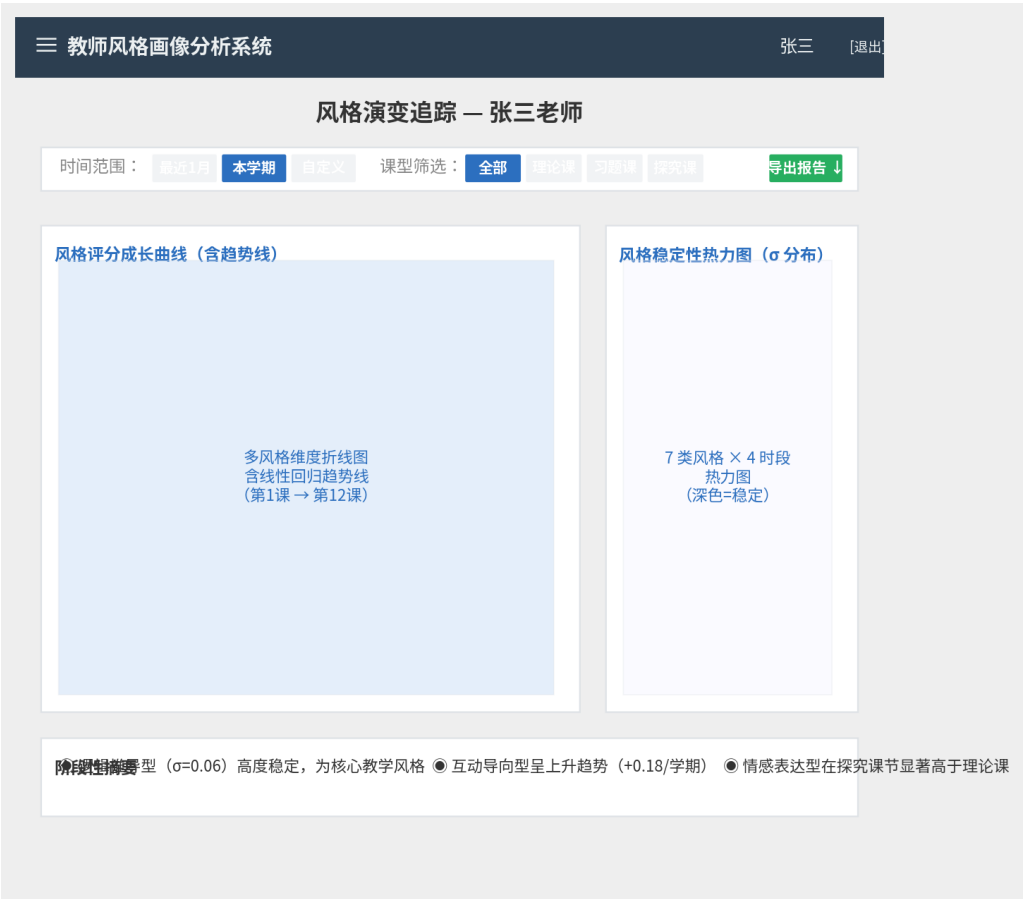 教师风格画像分析系统 张三 [退出]
风格演变追踪 — 张三老师
时间范围： 最近1月 本学期 自定义 课型筛选： 全部 理论课 习题课 探究课 导出报告 ↓
风格评分成长曲线（含趋势线）
多风格维度折线图
含线性回归趋势线
（第1课 → 第12课）
风格稳定性热力图（σ 分布）
7 类风格 × 4 时段
热力图
（深色=稳定）
阶段性摘要
型（σ=0.06）高度稳定，为核心教学风格 ◉ 互动导向型呈上升趋势（+0.18/学期） ◉ 情感表达型在探究课节显著高于理论课